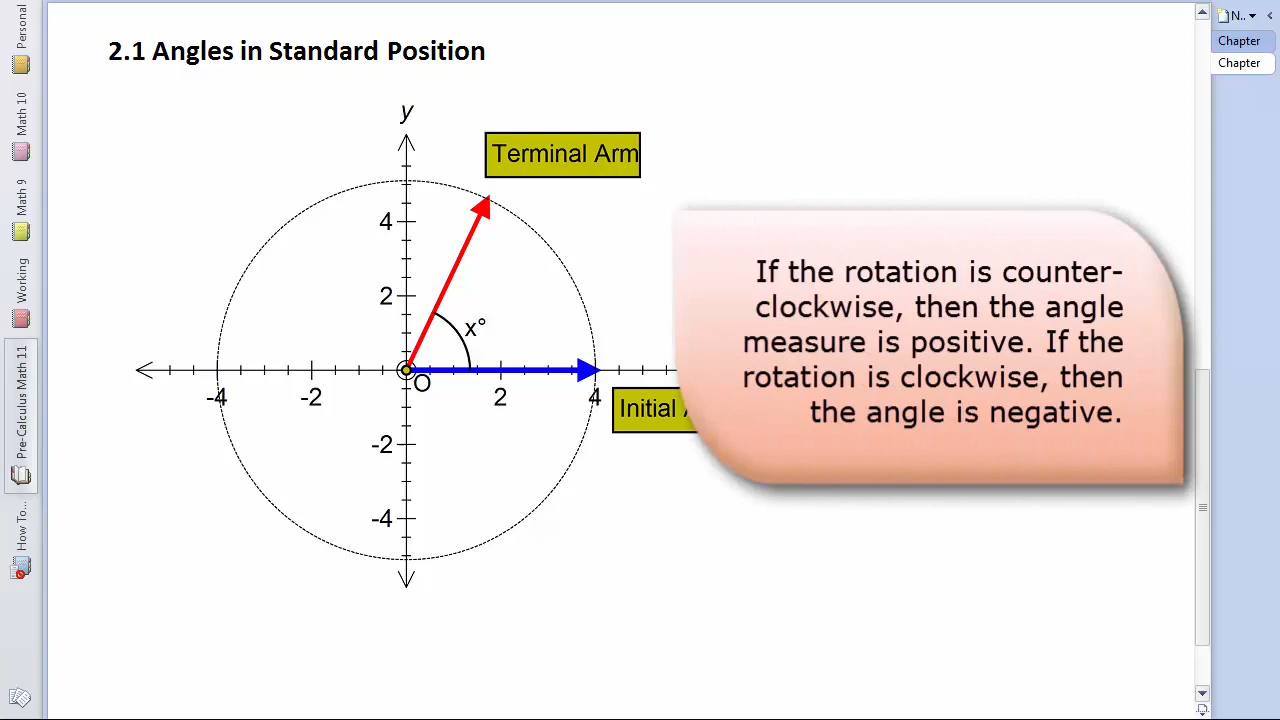 2.1 Angles in Standard Position
y
Terminal Arm
4
2
x°
O
-4
-2
2
4
Initial
-2
-4
If the rotation is counter-
clockwise, then the angle
measure is positive. If the
rotation is clockwise, then
the angle is negative.
Personal
Math 10
Math 9
Working
Pre-Calculus Math 11
How To...
N..
Chapter
Chapter